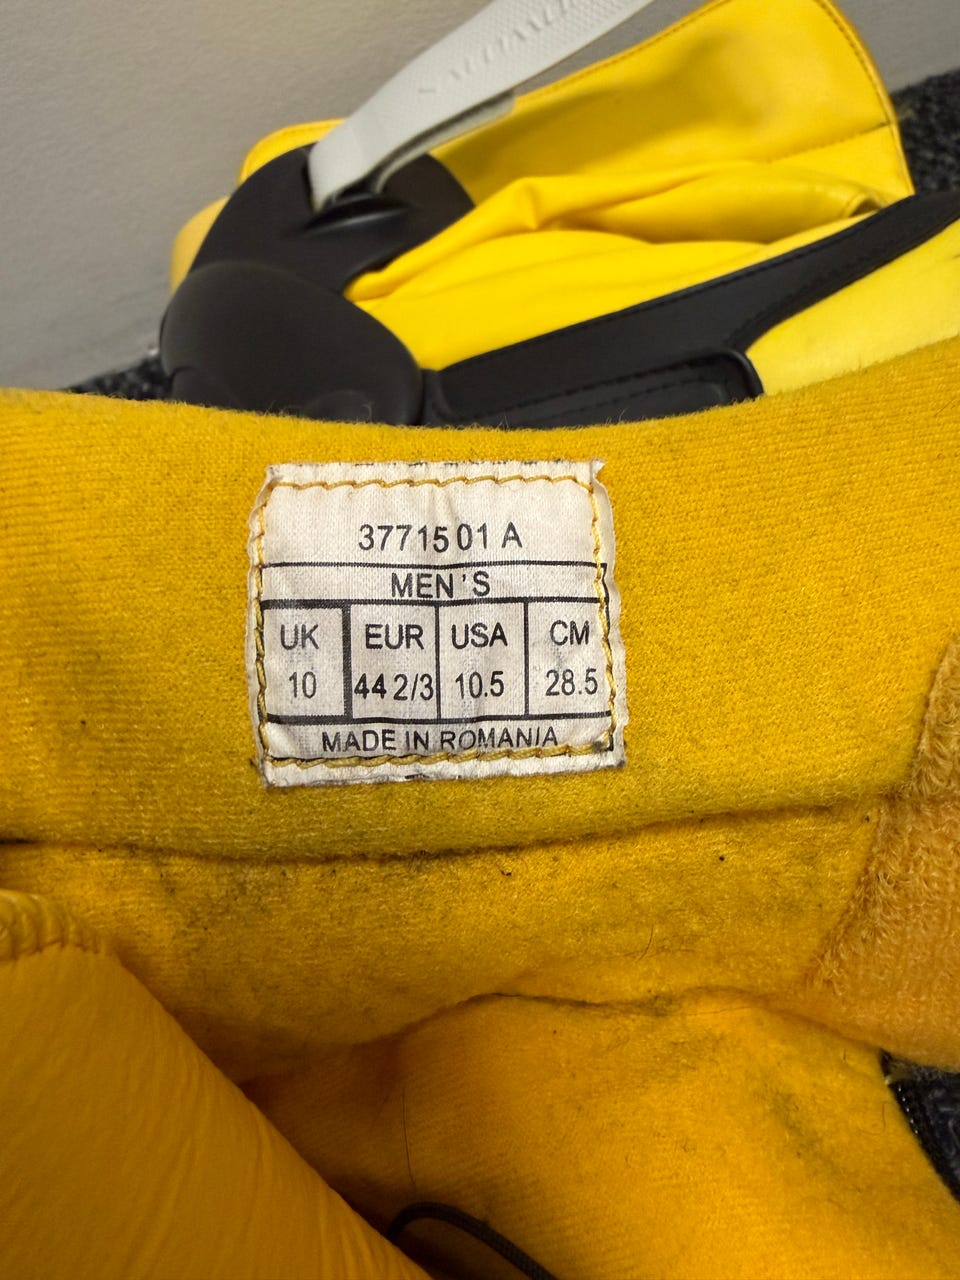 3771501 A
MEN'S
UK EUR USA CM
10 44 2/3 10.5 28.5
MADE IN ROMANIA